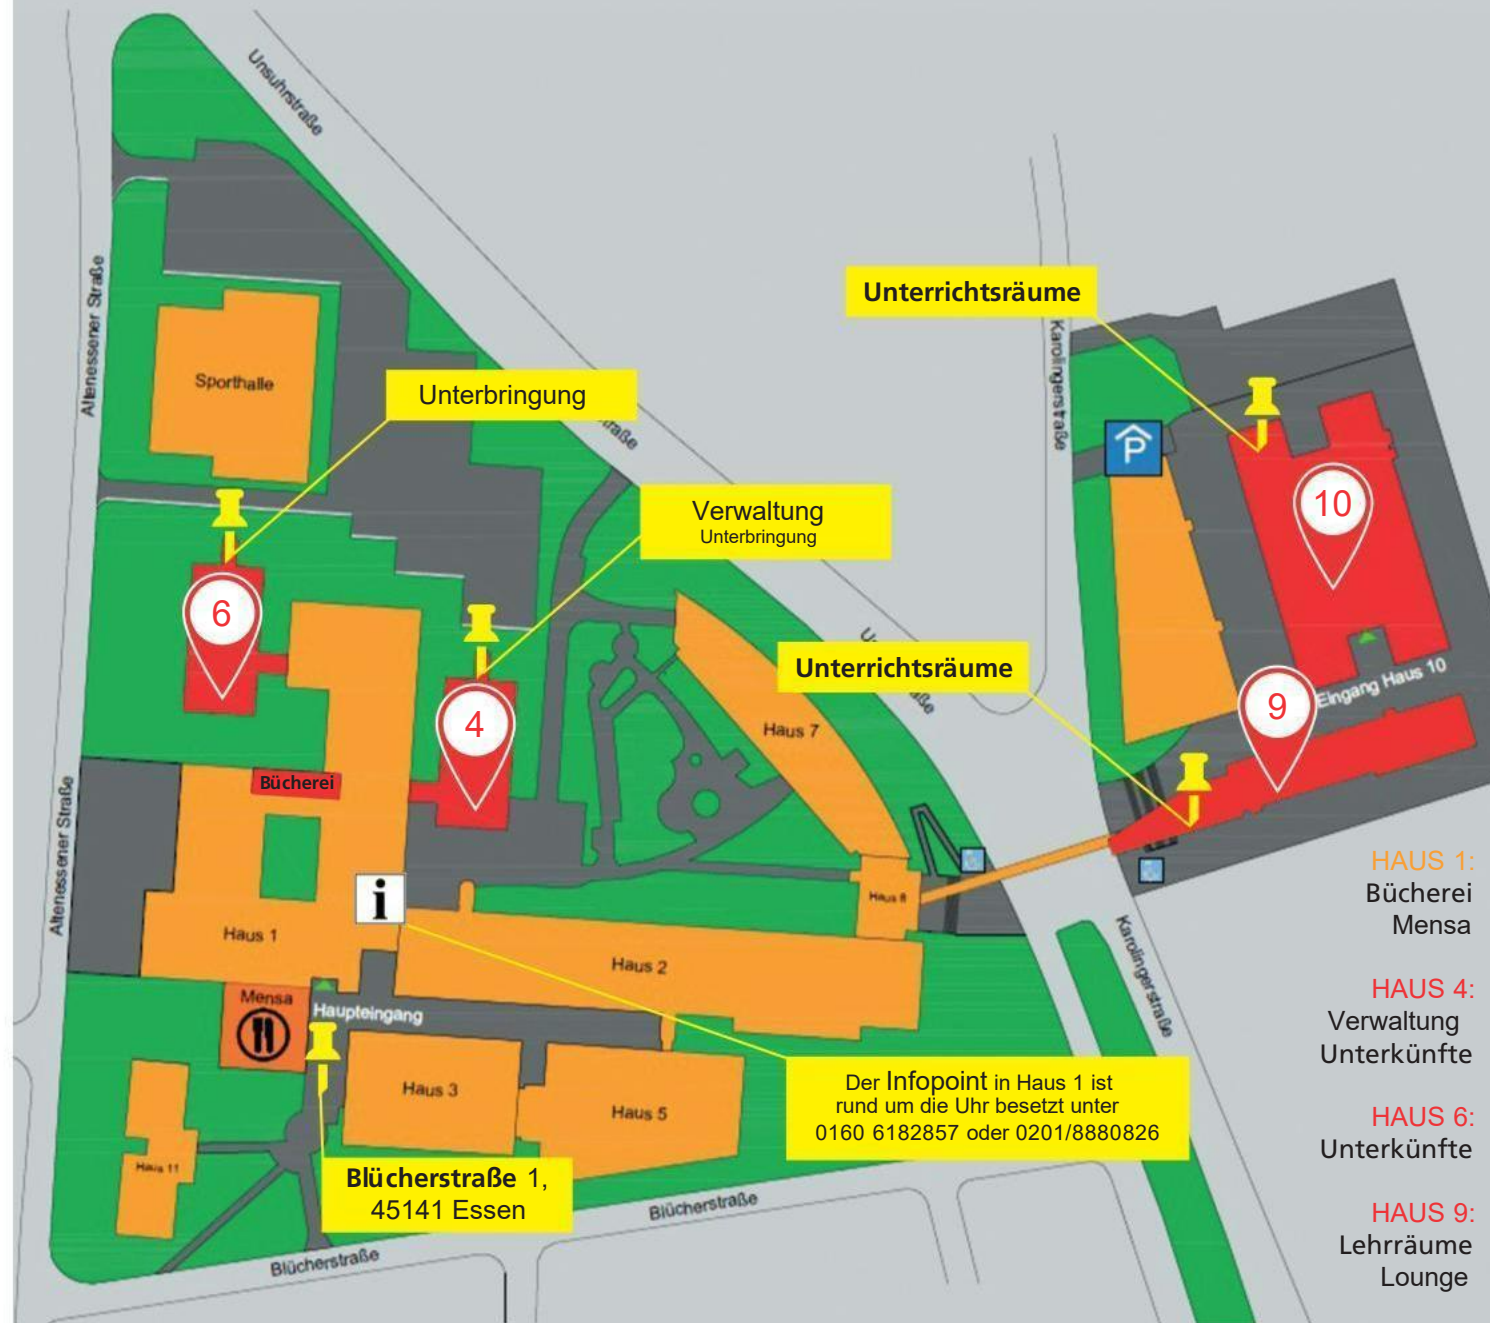 Unsuhrstraße
Altenessener Straße
Unterrichtsräume
Karolingerstraße
Sporthalle
Unterbringung
raße
P
10
Verwaltung
Unterbringung
6
4
Unterrichtsräume
Eingang Haus 10
9
Haus 7
Bücherei
Altenessener Straße
i
Haus 8
Haus 1
Haus 2
Mensa
Haupteingang
Karolingerstraße
Haus 3
Haus 5
Haus 11
Der Infopoint in Haus 1 ist
rund um die Uhr besetzt unter
0160 6182857 oder 0201/8880826
Blücherstraße 1,
45141 Essen
Blücherstraße
Blücherstraße
HAUS 1:
Bücherei
Mensa
HAUS 4:
Verwaltung
Unterkünfte
HAUS 6:
Unterkünfte
HAUS 9:
Lehrräume
Lounge